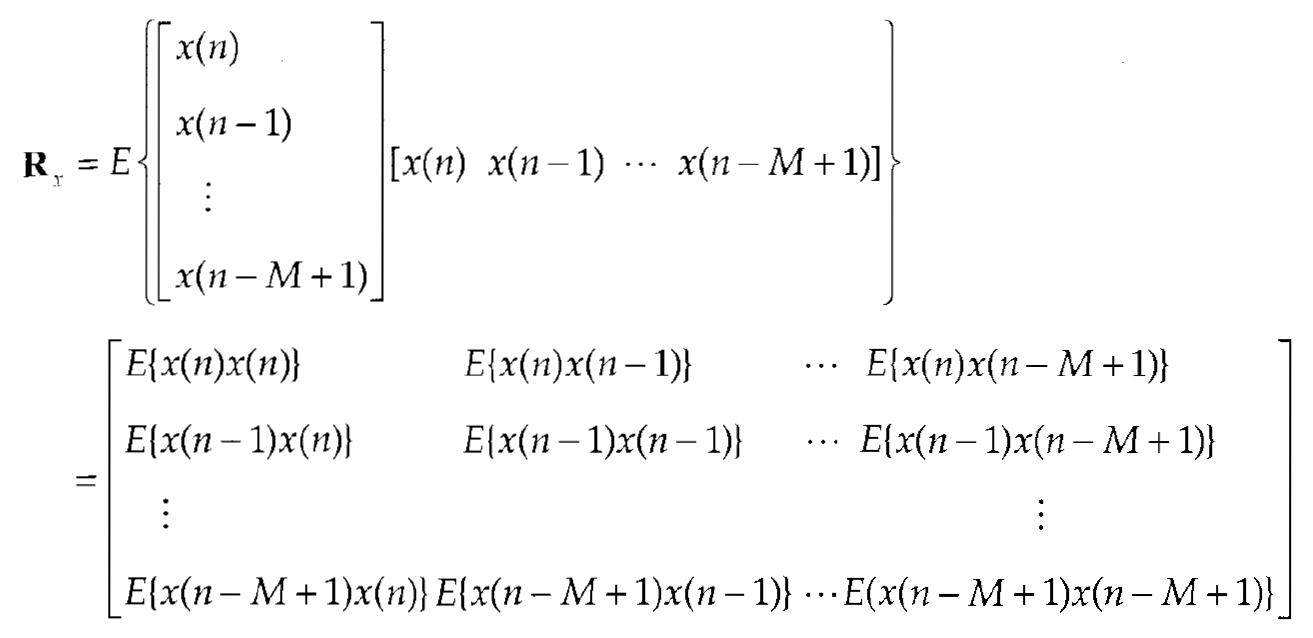 R_x = E{[x(n) x(n−1) ⋮ x(n−M+1)] [x(n) x(n−1) ⋯ x(n−M+1)]}
= [E{x(n)x(n)} E{x(n)x(n−1)} ⋯ E{x(n)x(n−M+1)}
E{x(n−1)x(n)} E{x(n−1)x(n−1)} ⋯ E{x(n−1)x(n−M+1)}
⋮ ⋮
E{x(n−M+1)x(n)} E{x(n−M+1)x(n−1)} ⋯ E(x(n−M+1)x(n−M+1)}]